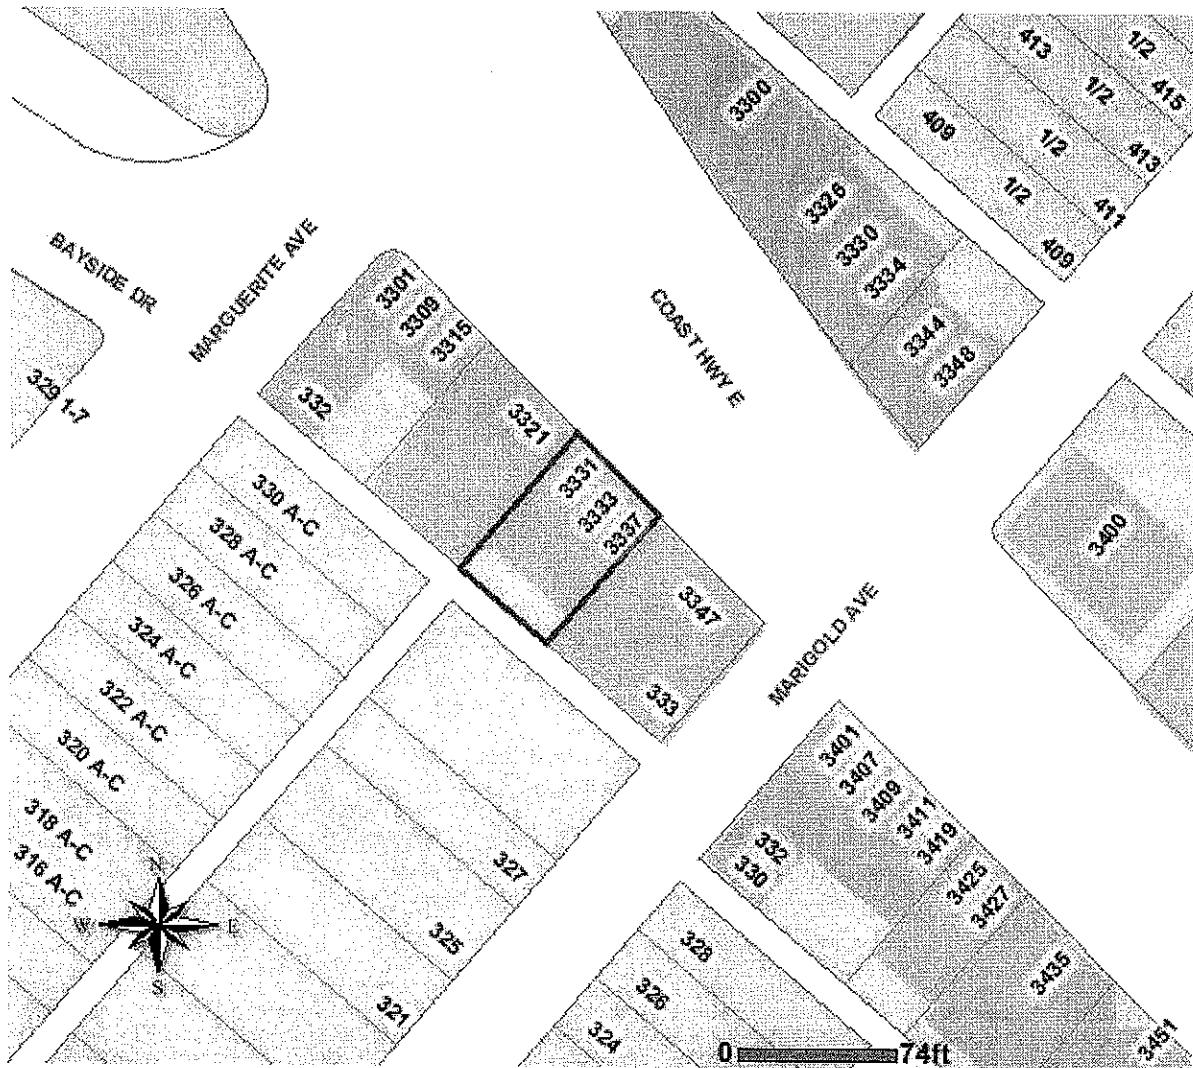 413
1/2
415
1/2
413
409
1/2
411
1/2
409
3300
3326
3330
3334
3344
3348
BAYSIDE DR
MARGUERITE AVE
COAST HWY E
3301
3309
3315
332
3321
329 1-7
3331
3333
3337
3347
333
3400
MARIGOLD AVE
330 A-C
328 A-C
326 A-C
324 A-C
322 A-C
320 A-C
318 A-C
316 A-C
327
325
321
3401
3407
3409
3411
3419
3425
3427
332
330
3435
3451
328
326
324
N
W
E
S
0
74ft